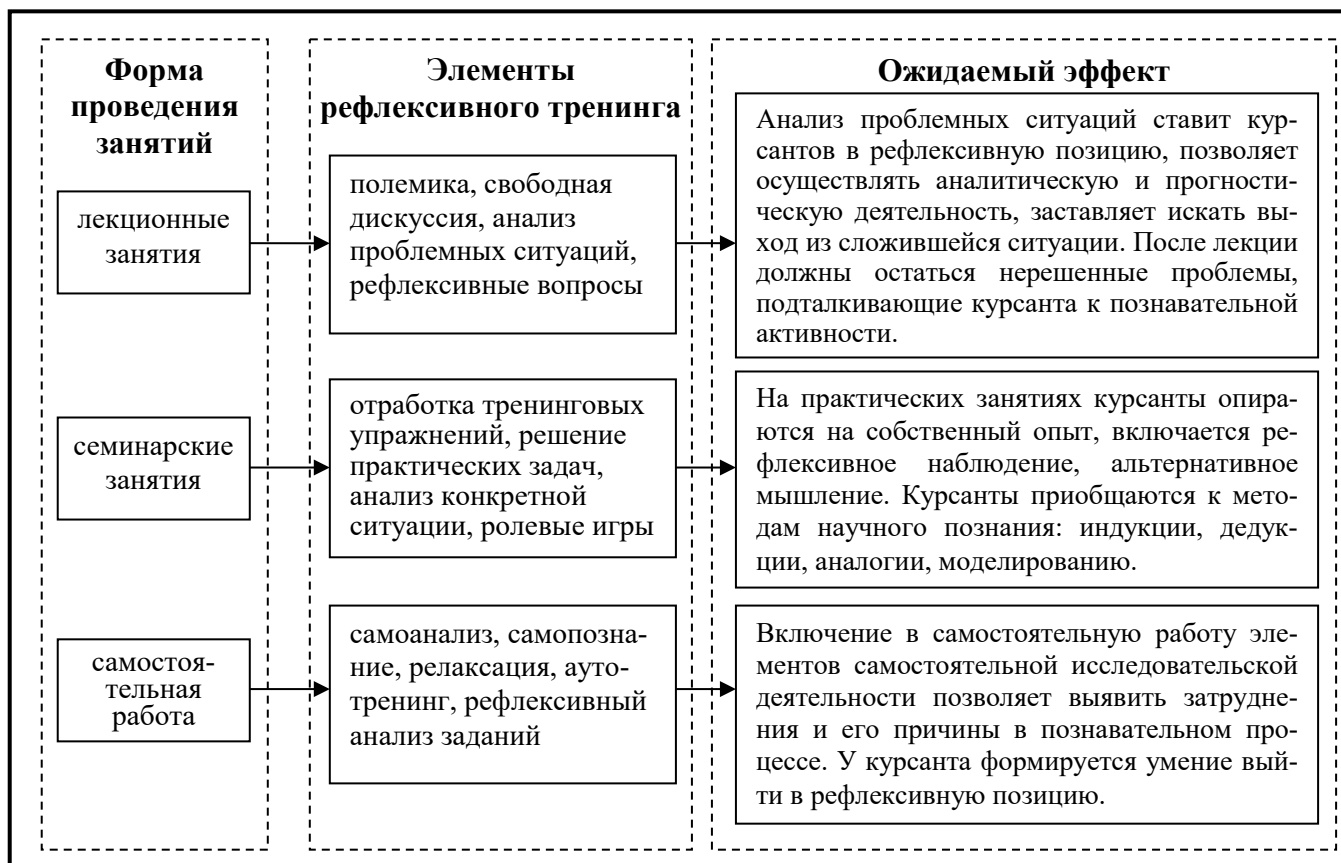 Форма
проведения
занятий
Элементы
рефлексивного тренинга
Ожидаемый эффект
лекционные
занятия
полемика, свободная
дискуссия, анализ
проблемных ситуаций,
рефлексивные вопросы
Анализ проблемных ситуаций ставит кур-
сантов в рефлексивную позицию, позволяет
осуществлять аналитическую и прогности-
ческую деятельность, заставляет искать вы-
ход из сложившейся ситуации. После лекции
должны остаться нерешенные проблемы,
подталкивающие курсанта к познавательной
активности.
семинарские
занятия
отработка тренинговых
упражнений, решение
практических задач,
анализ конкретной
ситуации, ролевые игры
На практических занятиях курсанты опира-
ются на собственный опыт, включается ре-
флексивное наблюдение, альтернативное
мышление. Курсанты приобщаются к мето-
дам научного познания: индукции, дедук-
ции, аналогии, моделированию.
самостоя-
тельная
работа
самоанализ, самопозна-
ние, релаксация, ауто-
тренинг, рефлексивный
анализ заданий
Включение в самостоятельную работу эле-
ментов самостоятельной исследовательской
деятельности позволяет выявить затрудне-
ния и его причины в познавательном про-
цессе. У курсанта формируется умение вый-
ти в рефлексивную позицию.